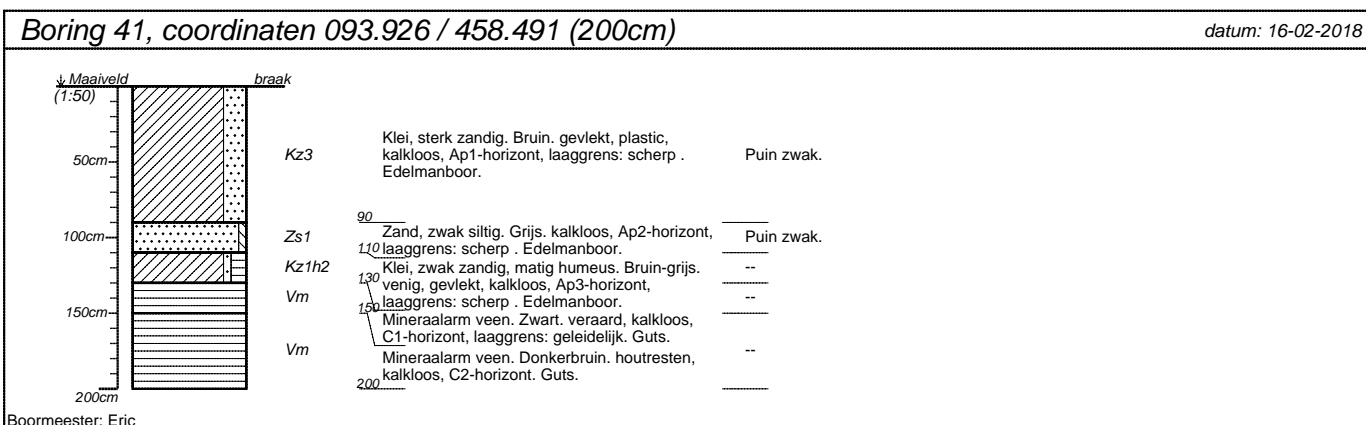 Boring 41, coordinaten 093.926 / 458.491 (200cm)
datum: 16-02-2018
Maaiveld
braak
(1:50)
50cm
Kz3
Klei, sterk zandig. Bruin. gevlekt, plastic,
kalkloos, Ap1-horizont, laaggrens: scherp .
Edelmanboor.
Puin zwak.
90
100cm
Zs1
Zand, zwak siltig. Grijs. kalkloos, Ap2-horizont,
laaggrens: scherp . Edelmanboor.
Puin zwak.
110
Kz1h2
Klei, zwak zandig, matig humeus. Bruin-grijs.
venig, gevlekt, kalkloos, Ap3-horizont,
laaggrens: scherp . Edelmanboor.
--
130
Vm
Mineraalarm veen. Zwart. veraard, kalkloos,
C1-horizont, laaggrens: geleidelijk. Guts.
--
150
150cm
Vm
Mineraalarm veen. Donkerbruin. houtresten,
kalkloos, C2-horizont. Guts.
--
200
200cm
Boormeester: Eric